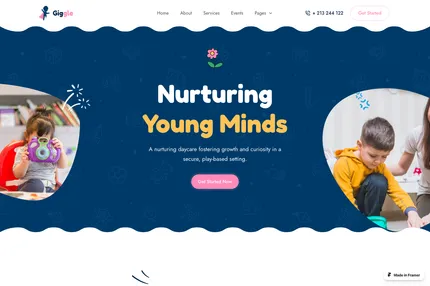 Giggle
Home About Services Events Pages + 213 244 122 Get Started
Nurturing
Young Minds
A nurturing daycare fostering growth and curiosity in a
secure, play-based setting.
Get Started Now
Made in Framer